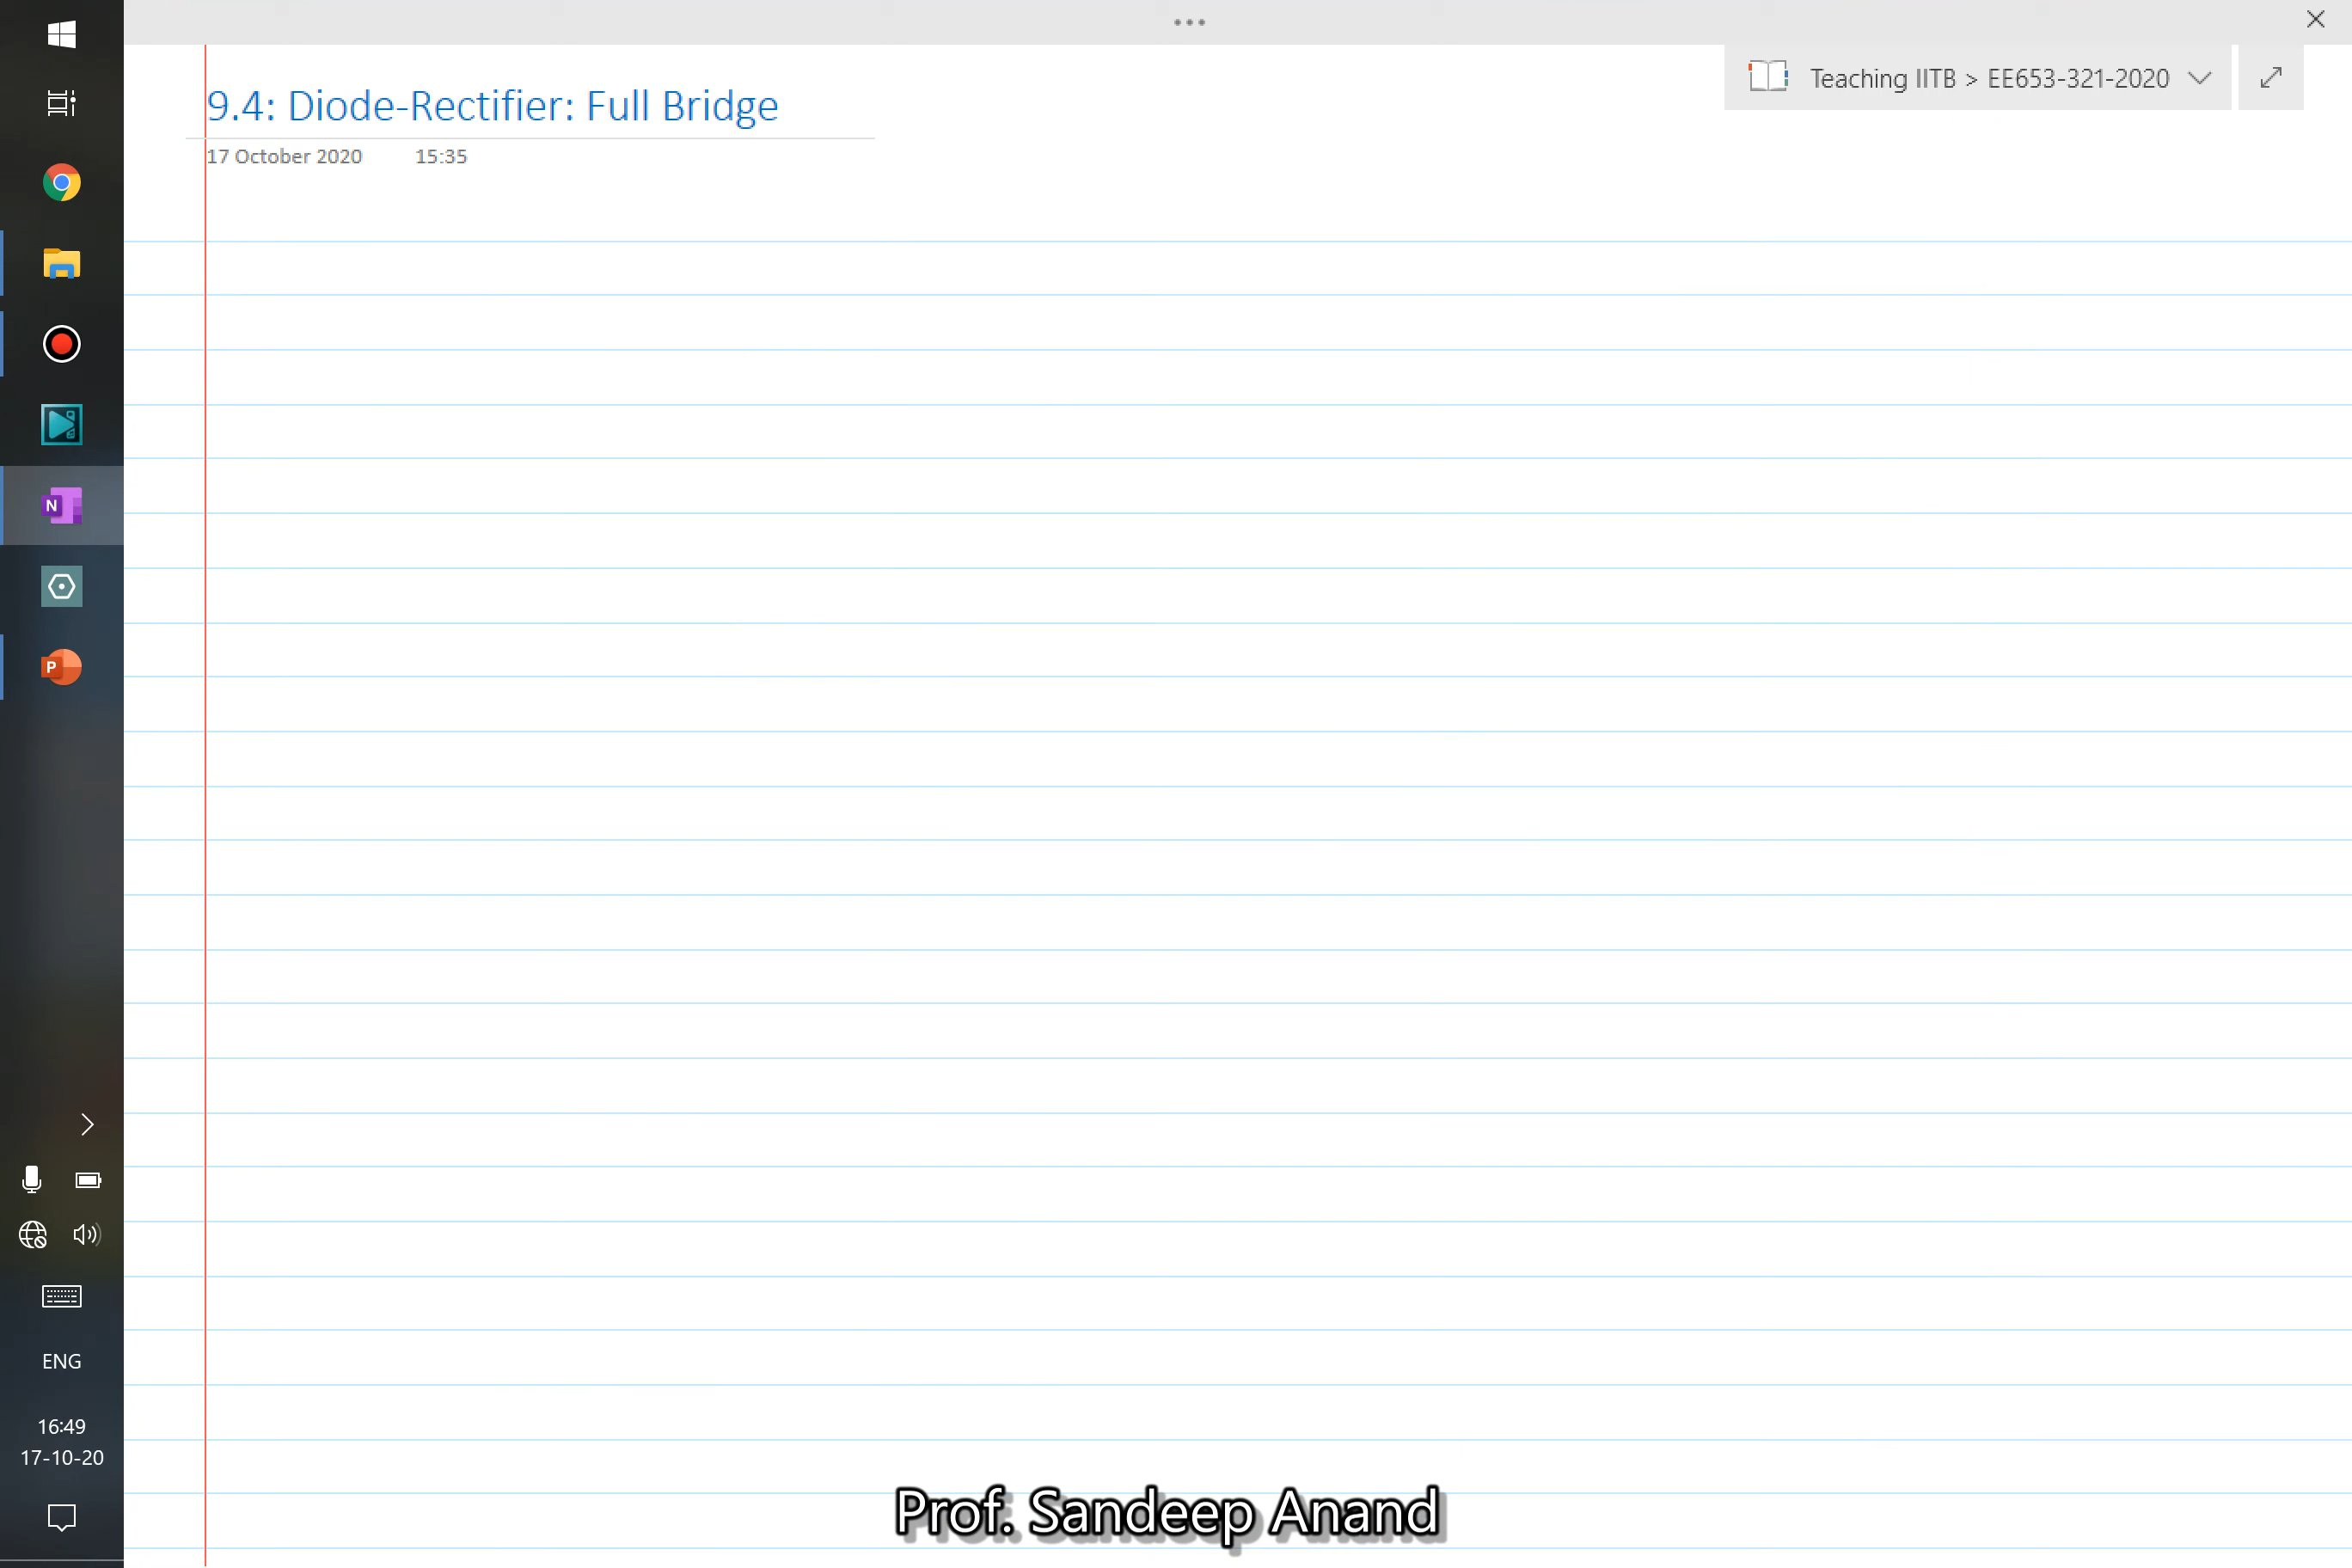 Teaching IITB > EE653-321-2020
9.4: Diode-Rectifier: Full Bridge
17 October 2020 15:35
N
P
ENG
16:49
17-10-20
Prof. Sandeep Anand